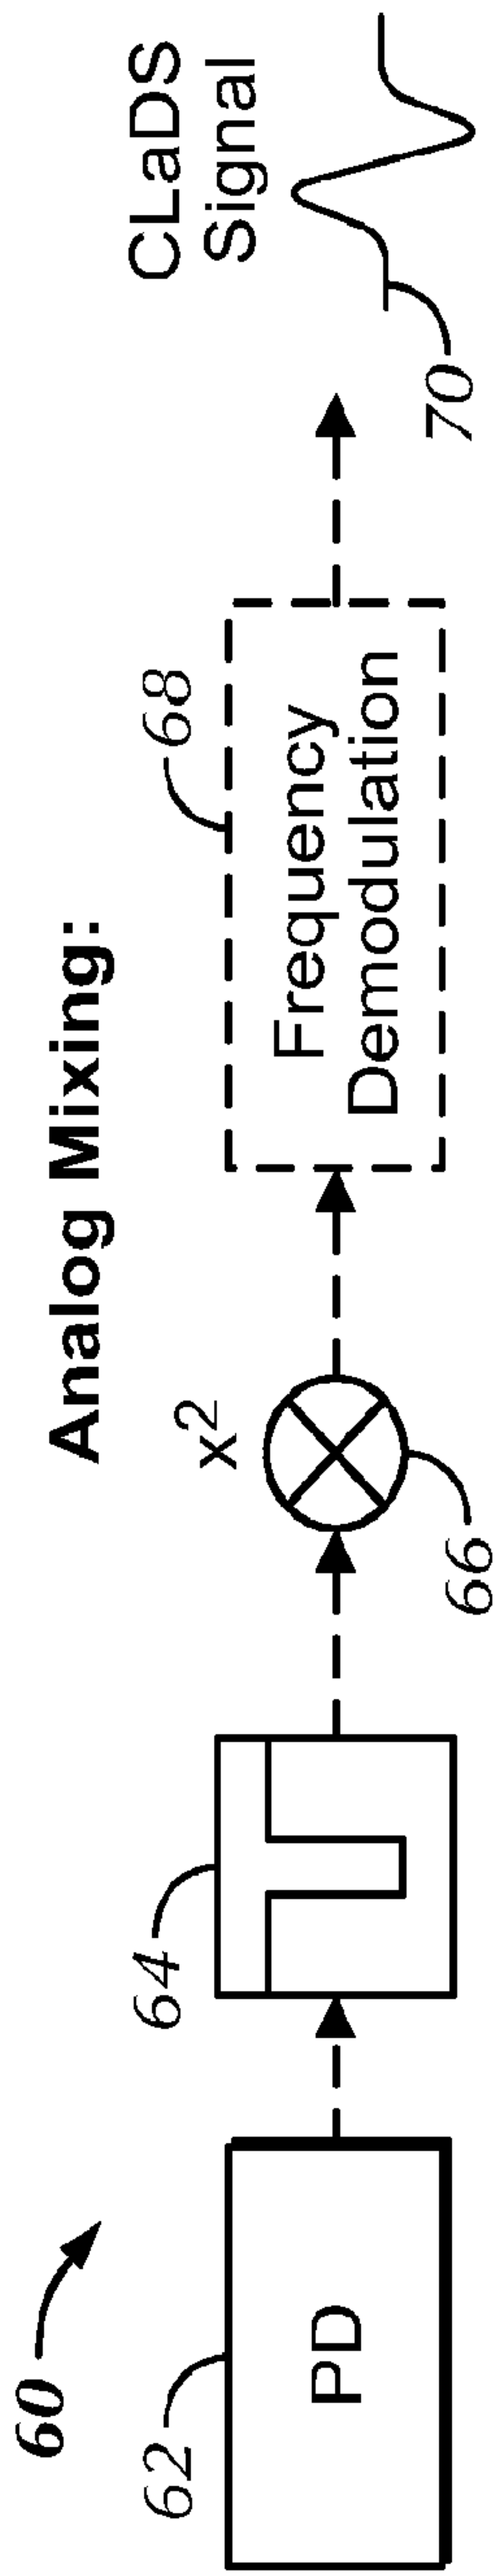 Analog Mixing:
60
62
PD
64
x²
66
68
Frequency
Demodulation
CLaDS
Signal
70